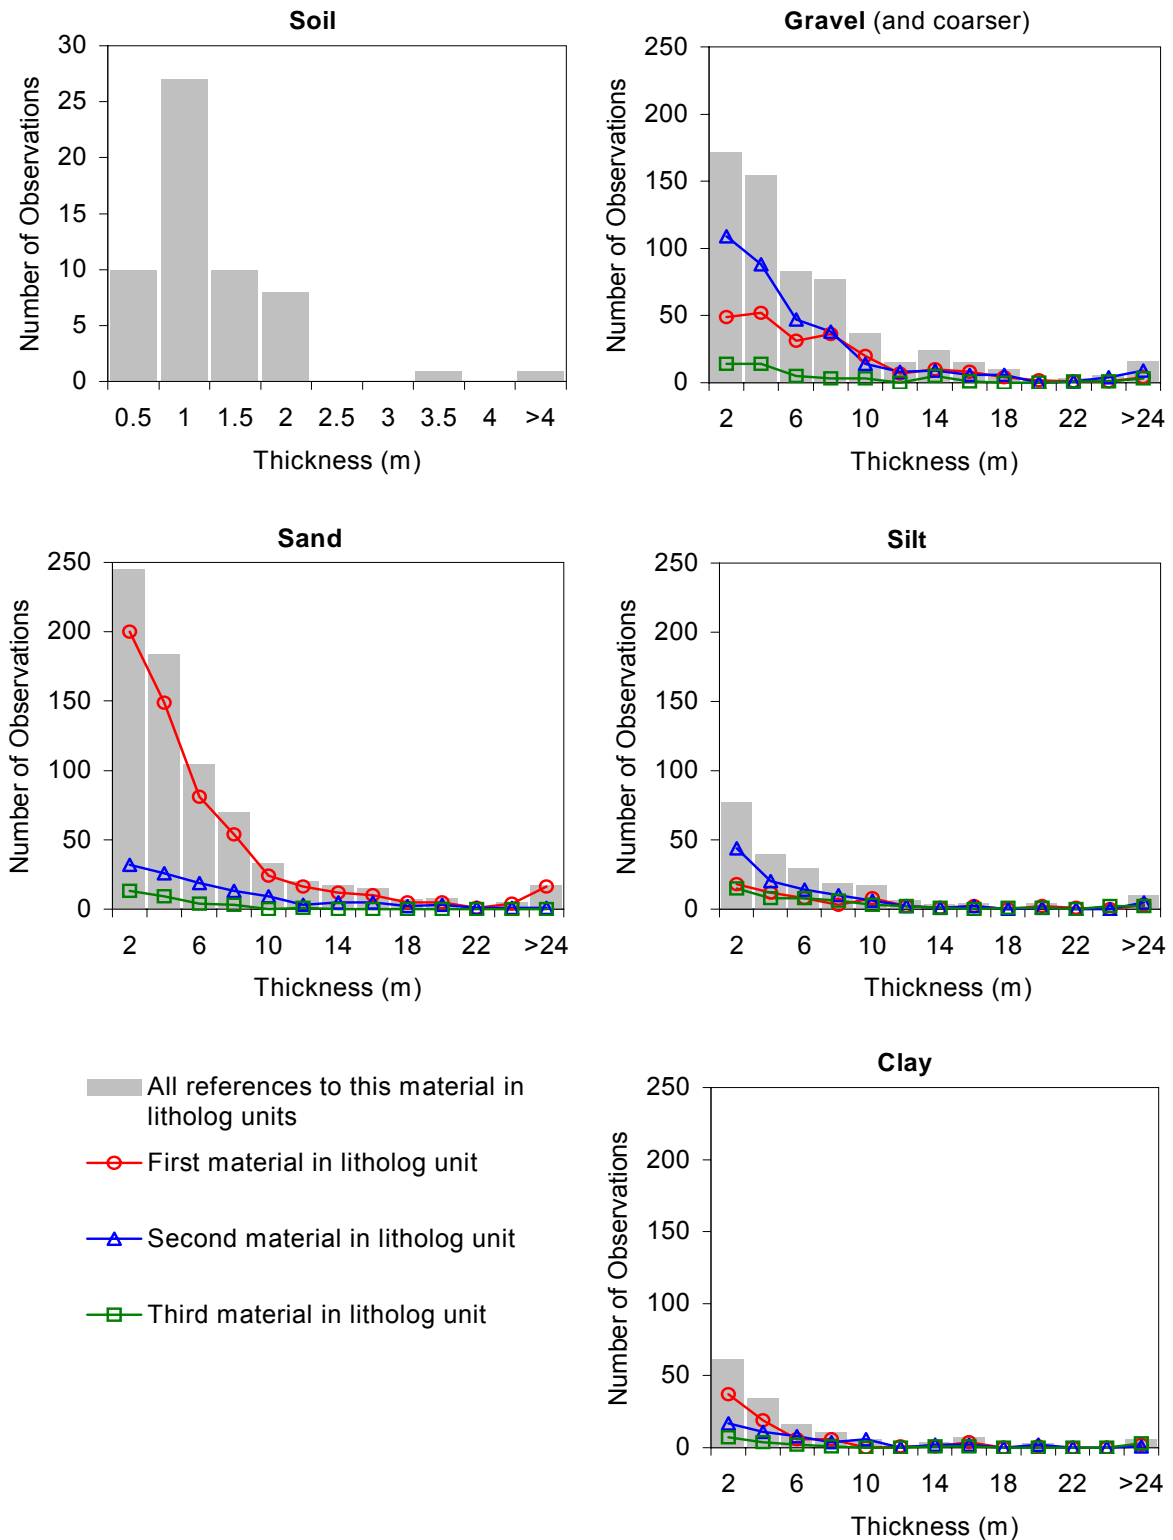 Soil
30
25
20
15
10
5
0
Number of Observations
0.5 1 1.5 2 2.5 3 3.5 4 >4
Thickness (m)
Gravel (and coarser)
250
200
150
100
50
0
Number of Observations
2 6 10 14 18 22 >24
Thickness (m)
Sand
250
200
150
100
50
0
Number of Observations
2 6 10 14 18 22 >24
Thickness (m)
Silt
250
200
150
100
50
0
Number of Observations
2 6 10 14 18 22 >24
Thickness (m)
All references to this material in
litholog units
First material in litholog unit
Second material in litholog unit
Third material in litholog unit
Clay
250
200
150
100
50
0
Number of Observations
2 6 10 14 18 22 >24
Thickness (m)